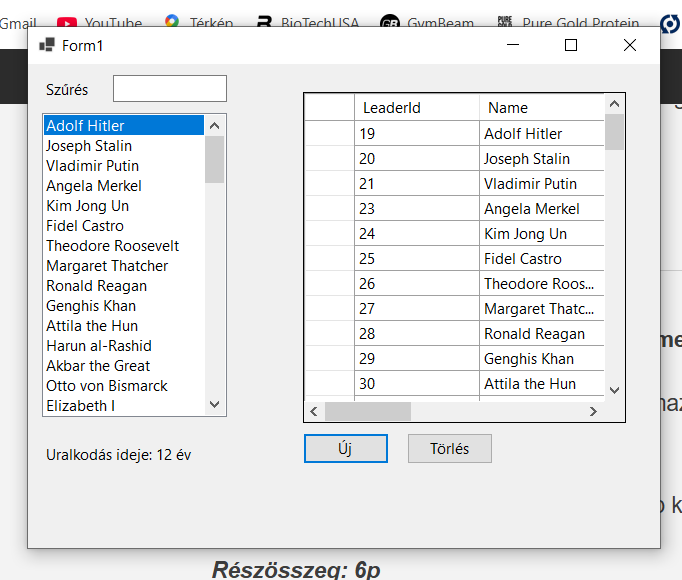 Gmail YouTube Térkép BioTechUSA GymBeam Pure Gold Protein
Form1
Szűrés
Adolf Hitler
Joseph Stalin
Vladimir Putin
Angela Merkel
Kim Jong Un
Fidel Castro
Theodore Roosevelt
Margaret Thatcher
Ronald Reagan
Genghis Khan
Attila the Hun
Harun al-Rashid
Akbar the Great
Otto von Bismarck
Elizabeth I
LeaderId Name
19 Adolf Hitler
20 Joseph Stalin
21 Vladimir Putin
23 Angela Merkel
24 Kim Jong Un
25 Fidel Castro
26 Theodore Roos...
27 Margaret Thatc...
28 Ronald Reagan
29 Genghis Khan
30 Attila the Hun
Uralkodás ideje: 12 év
Új Törlés
Részösszeg: 6p